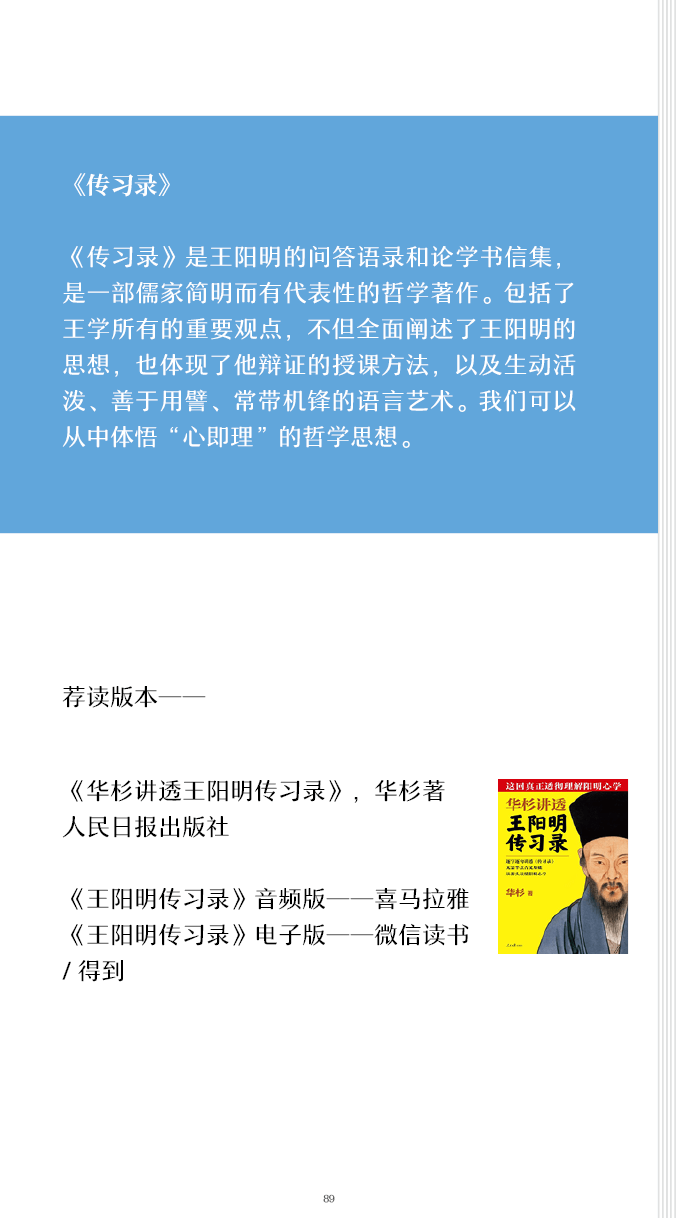 《传习录》
《传习录》是王阳明的问答语录和论学书信集，
是一部儒家简明而有代表性的哲学著作。包括了
王学所有的重要观点，不但全面阐述了王阳明的
思想，也体现了他辩证的授课方法，以及生动活
泼、善于用譬、常带机锋的语言艺术。我们可以
从中体悟“心即理”的哲学思想。
荐读版本——
《华杉讲透王阳明传习录》，华杉著
人民日报出版社
《王阳明传习录》音频版——喜马拉雅
《王阳明传习录》电子版——微信读书
/ 得到
这回真正透彻理解阳明心学
华杉讲透
王阳明
传习录
华杉 著
89